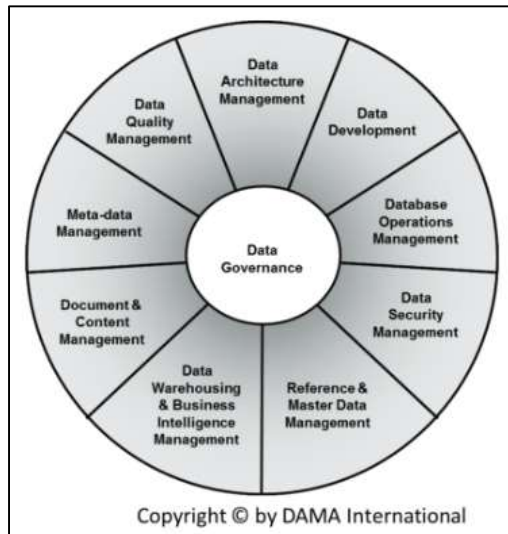 Data
Architecture
Management
Data
Development
Database
Operations
Management
Data
Security
Management
Reference &
Master Data
Management
Data
Warehousing
& Business
Intelligence
Management
Document &
Content
Management
Meta-data
Management
Data
Quality
Management
Data
Governance
Copyright © by DAMA International